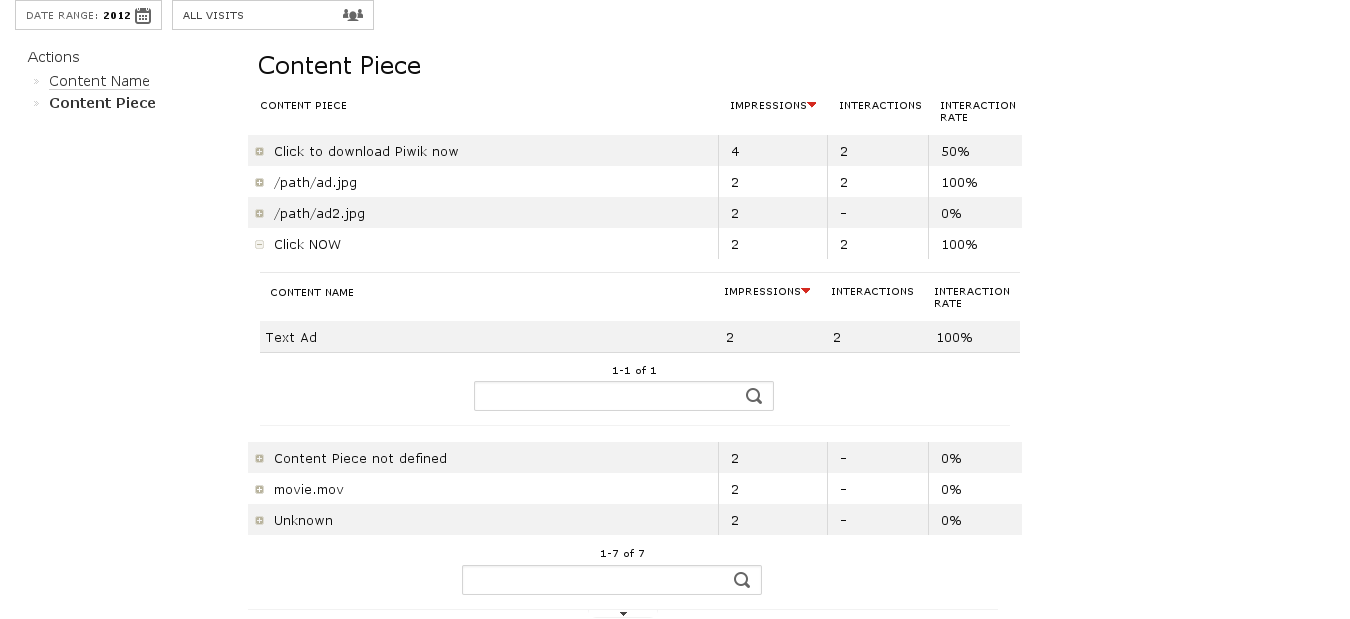 DATE RANGE: 2012 ALL VISITS
Actions
Content Name
Content Piece
Content Piece
CONTENT PIECE IMPRESSIONS INTERACTIONS INTERACTION RATE
Click to download Piwik now 4 2 50%
/path/ad.jpg 2 2 100%
/path/ad2.jpg 2 - 0%
Click NOW 2 2 100%
CONTENT NAME IMPRESSIONS INTERACTIONS INTERACTION RATE
Text Ad 2 2 100%
1-1 of 1
Content Piece not defined 2 - 0%
movie.mov 2 - 0%
Unknown 2 - 0%
1-7 of 7